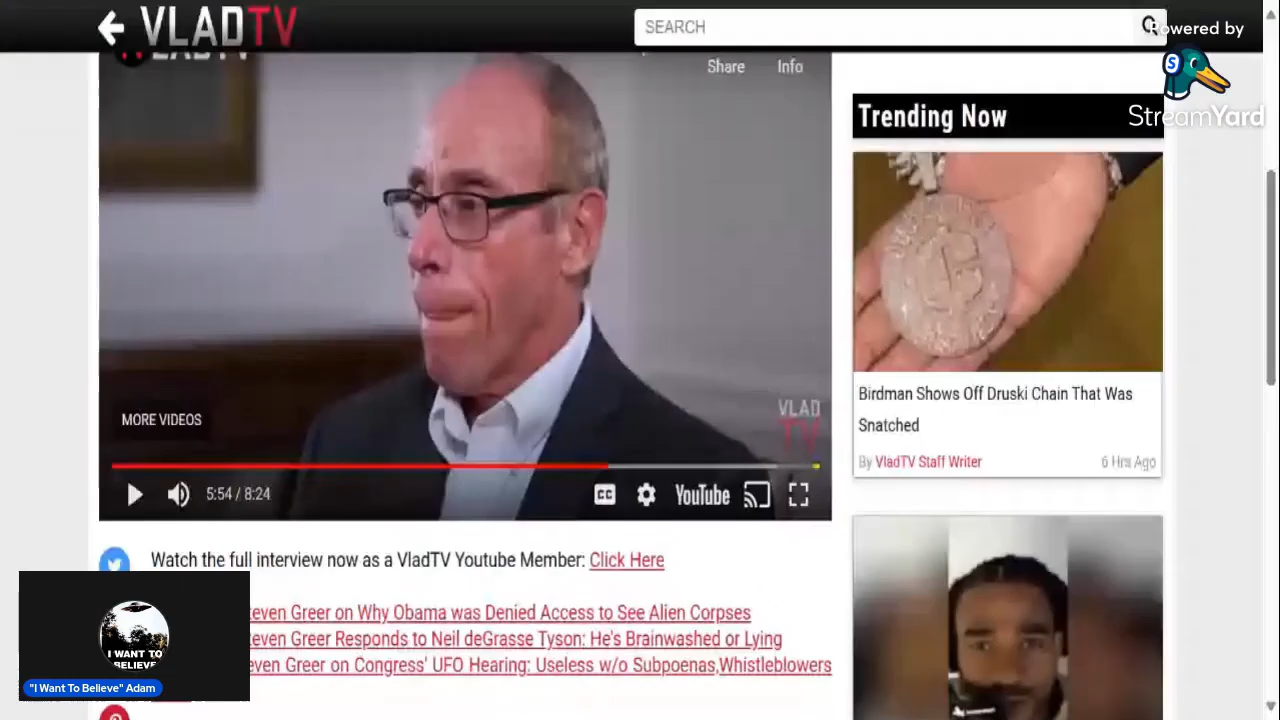 VLADTV
SEARCH
Powered by
StreamYard
Share
Info
Trending Now
MORE VIDEOS
VLAD
TV
5:54 / 8:24
CC
YouTube
Birdman Shows Off Druski Chain That Was
Snatched
By VladTV Staff Writer
6 Hrs Ago
Watch the full interview now as a VladTV Youtube Member: Click Here
even Greer on Why Obama was Denied Access to See Alien Corpses
teven Greer Responds to Neil deGrasse Tyson: He's Brainwashed or Lying
even Greer on Congress' UFO Hearing: Useless w/o Subpoenas,Whistleblowers
I WANT TO
BELIEVE
"I Want To Believe" Adam